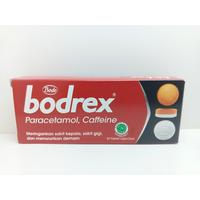 Bode
bodrex®
Paracetamol, Caffeine
Meringankan sakit kepala, sakit gigi,
dan menurunkan demam